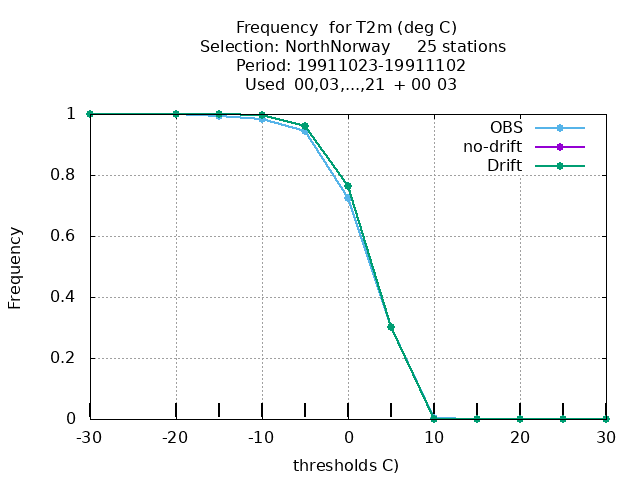 Frequency  for T2m (deg C)
Selection: NorthNorway     25 stations
Period: 19911023-19911102
Used  00,03,...,21  + 00 03
OBS
no-drift
Drift
Frequency
1
0.8
0.6
0.4
0.2
0
-30 -20 -10 0 10 20 30
thresholds C)